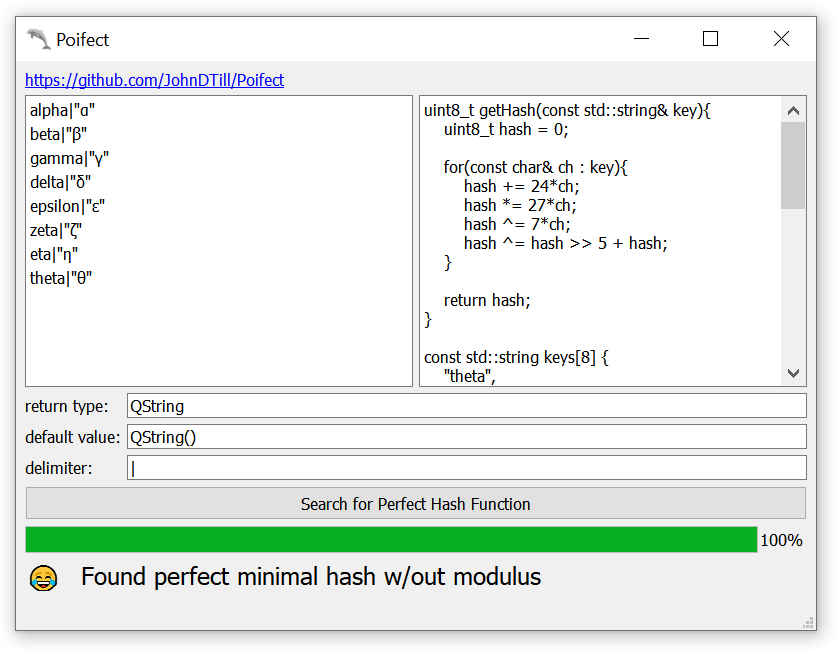 Poifect
https://github.com/JohnDTill/Poifect
alpha|"α"
beta|"β"
gamma|"γ"
delta|"δ"
epsilon|"ε"
zeta|"ζ"
eta|"η"
theta|"θ"
uint8_t getHash(const std::string& key){
uint8_t hash = 0;
for(const char& ch : key){
hash += 24*ch;
hash *= 27*ch;
hash ^= 7*ch;
hash ^= hash >> 5 + hash;
}
return hash;
}
const std::string keys[8] {
"theta",
return type: QString
default value: QString()
delimiter: |
Search for Perfect Hash Function
100%
Found perfect minimal hash w/out modulus